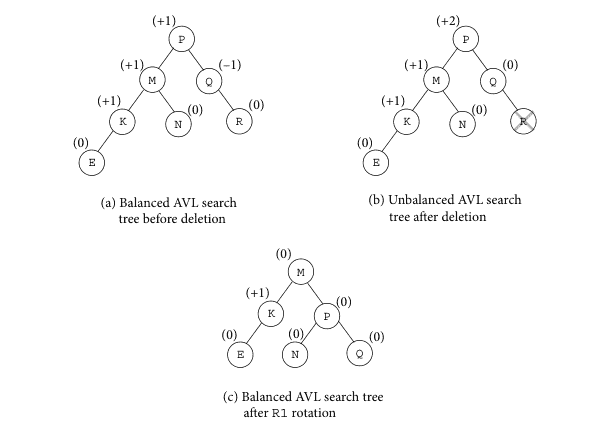 (+1)
P
(+1)
M
(–1)
Q
(+1)
K
(0)
N
(0)
R
(0)
E
(a) Balanced AVL search
tree before deletion
(+2)
P
(+1)
M
(0)
Q
(+1)
K
(0)
N
R
(0)
E
(b) Unbalanced AVL search
tree after deletion
(0)
M
(+1)
K
(0)
P
(0)
E
(0)
N
(0)
Q
(c) Balanced AVL search tree
after R1 rotation